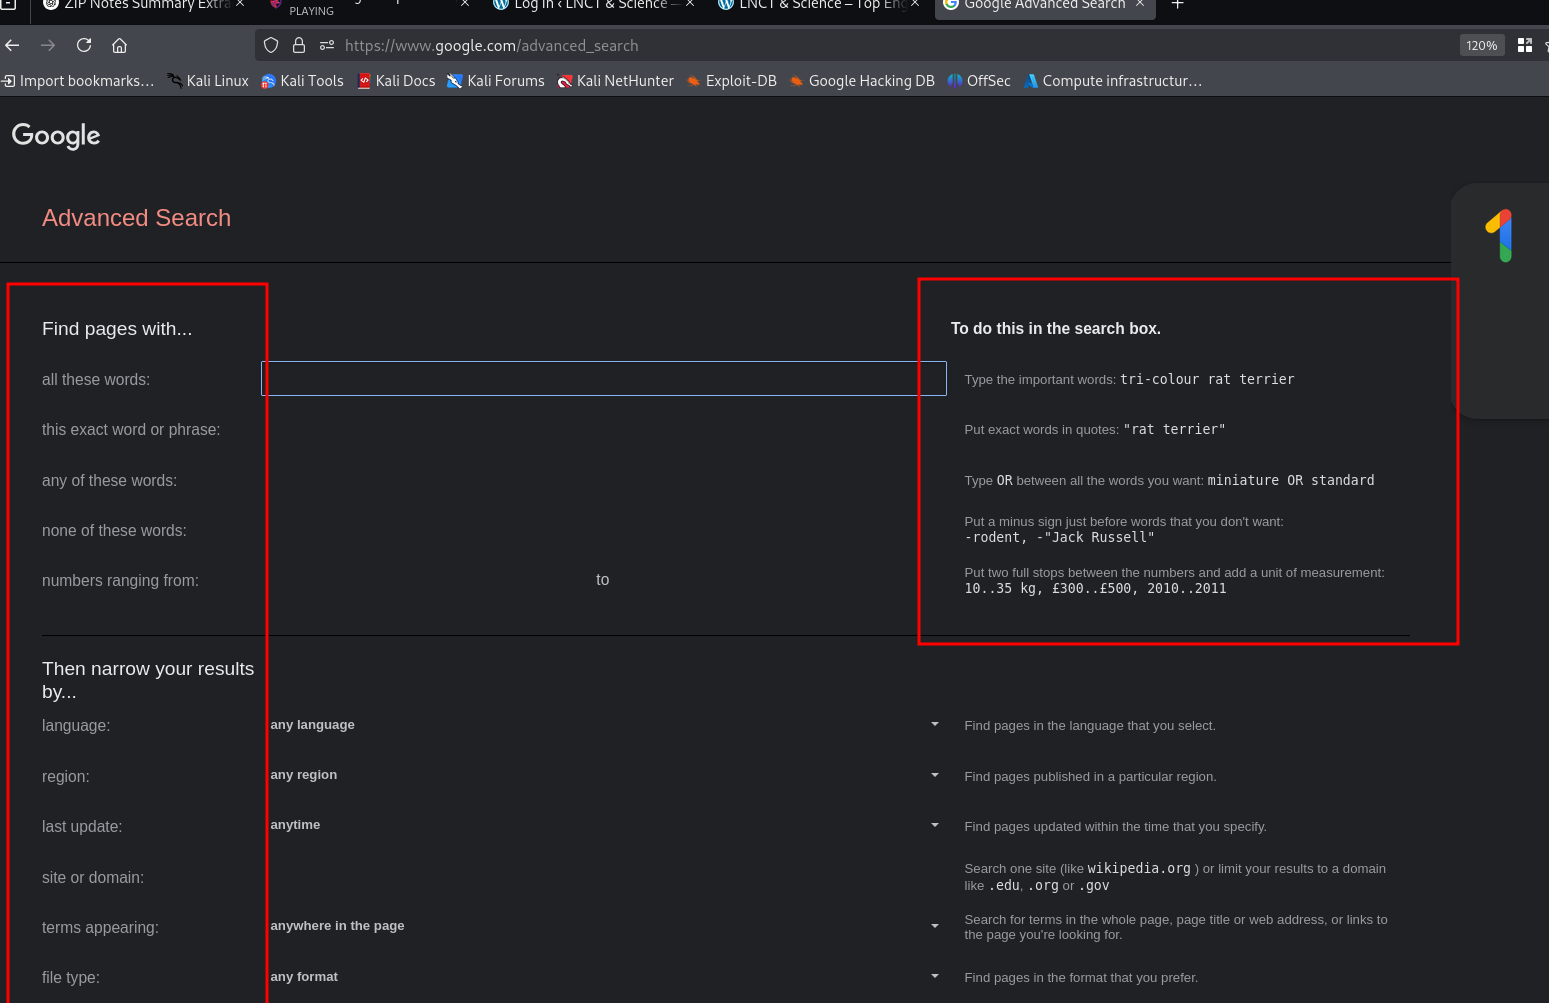 ZIP Notes Summary Extra
PLAYING
Log In ‹ LNCT & Science —
LNCT & Science – Top Eng
Google Advanced Search
https://www.google.com/advanced_search
120%
Import bookmarks...
Kali Linux
Kali Tools
Kali Docs
Kali Forums
Kali NetHunter
Exploit-DB
Google Hacking DB
OffSec
Compute infrastructur...
Google
Advanced Search
Find pages with...
To do this in the search box.
all these words:
Type the important words: tri-colour rat terrier
this exact word or phrase:
Put exact words in quotes: "rat terrier"
any of these words:
Type OR between all the words you want: miniature OR standard
none of these words:
Put a minus sign just before words that you don't want:
-rodent, -"Jack Russell"
numbers ranging from:
to
Put two full stops between the numbers and add a unit of measurement:
10..35 kg, £300..£500, 2010..2011
Then narrow your results
by...
language:
any language
Find pages in the language that you select.
region:
any region
Find pages published in a particular region.
last update:
anytime
Find pages updated within the time that you specify.
site or domain:
Search one site (like wikipedia.org ) or limit your results to a domain
like .edu, .org or .gov
terms appearing:
anywhere in the page
Search for terms in the whole page, page title or web address, or links to
the page you're looking for.
file type:
any format
Find pages in the format that you prefer.